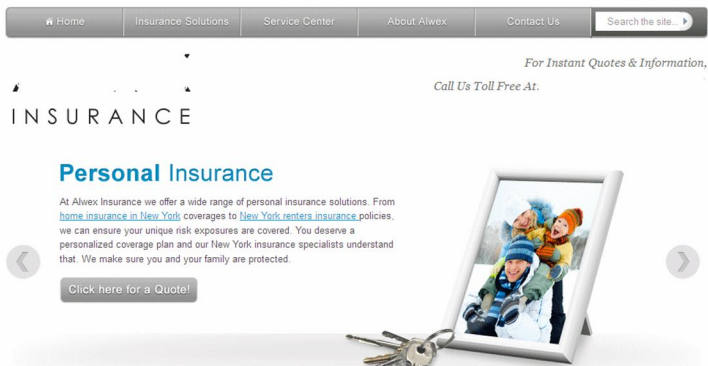 Home Insurance Solutions Service Center About Alwex Contact Us Search the site...
For Instant Quotes & Information,
Call Us Toll Free At.
INSURANCE
Personal Insurance
At Alwex Insurance we offer a wide range of personal insurance solutions. From
home insurance in New York coverages to New York renters insurance policies,
we can ensure your unique risk exposures are covered. You deserve a
personalized coverage plan and our New York insurance specialists understand
that. We make sure you and your family are protected.
Click here for a Quote!